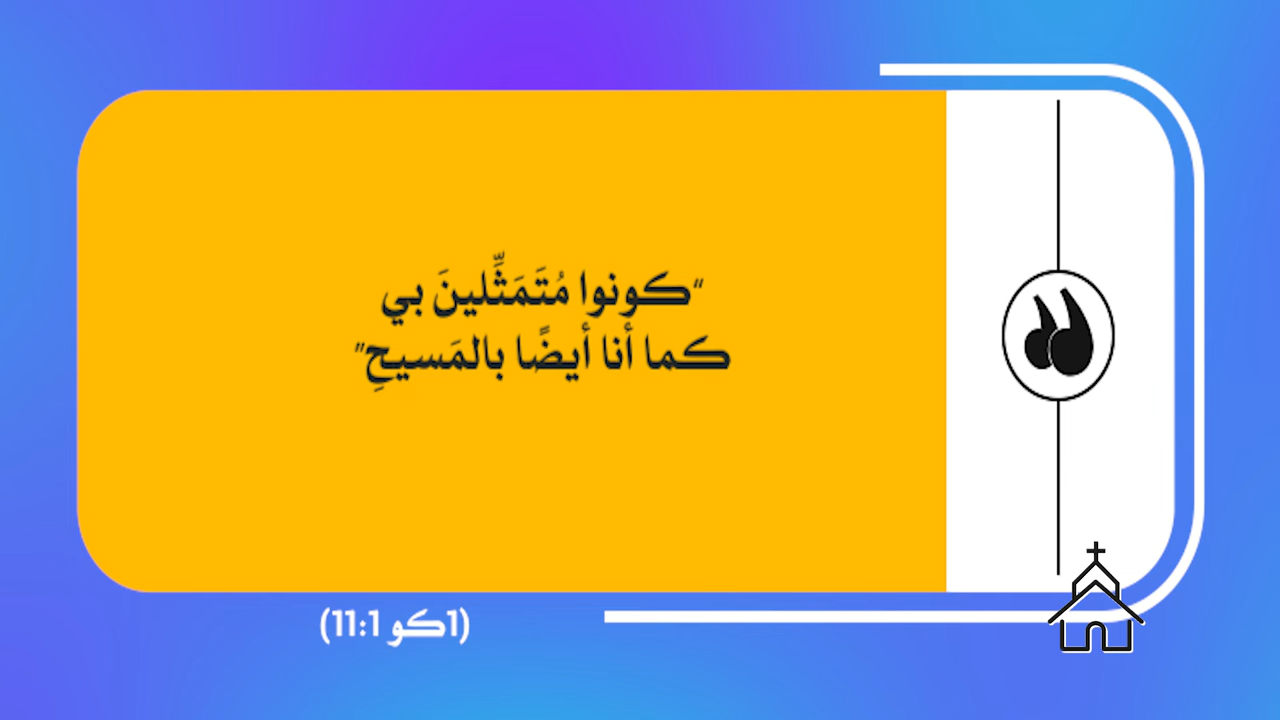 “كونوا مُتَمَثِّلينَ بي
كما أنا أيضًا بالمَسيحِ”
(1كو 11:1)